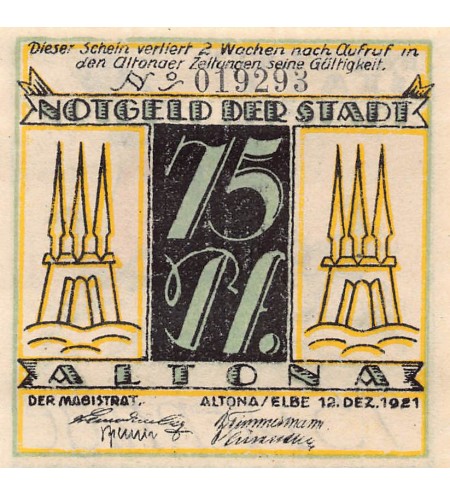 Dieser Schein verliert 2 Wochen nach Aufruf in
den Altonaer Zeitungen seine Gültigkeit.
No 019293
NOTGELD DER STADT
75
Pf.
ALTONA
DER MAGISTRAT. ALTONA/ELBE 12.DEZ.1921